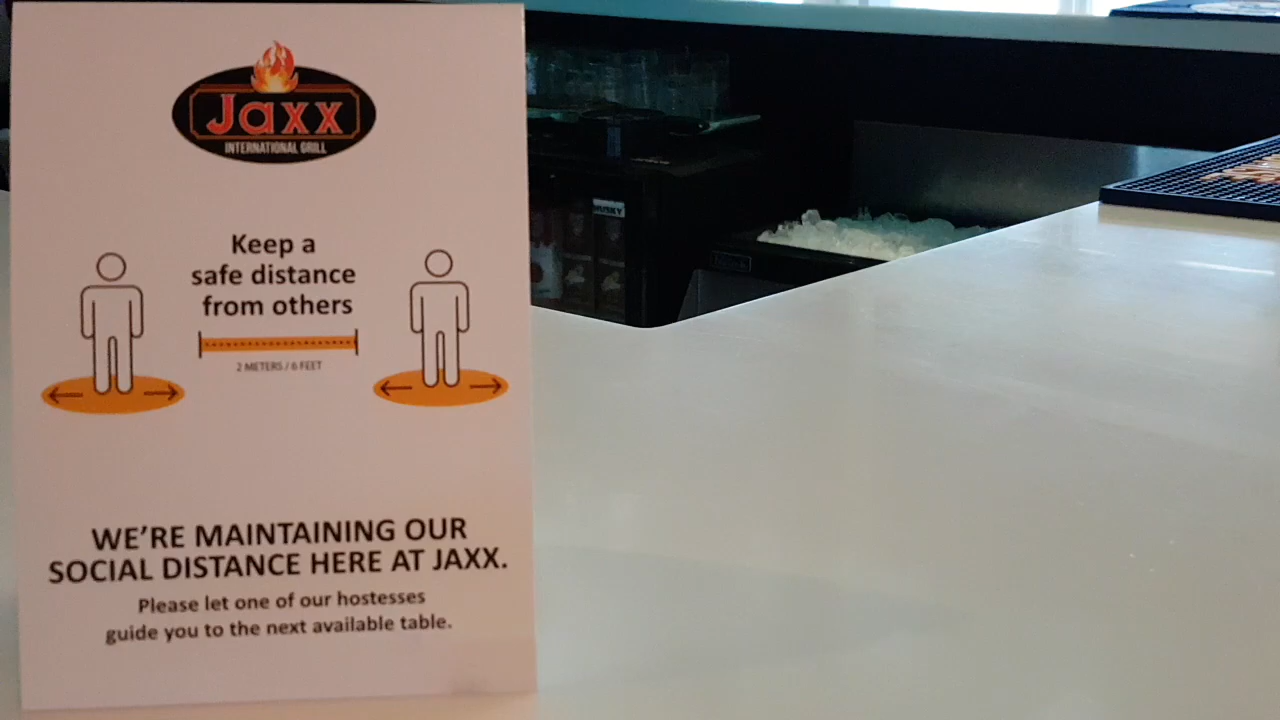 Jaxx
INTERNATIONAL GRILL
Keep a
safe distance
from others
2 METERS / 6 FEET
WE'RE MAINTAINING OUR
SOCIAL DISTANCE HERE AT JAXX.
Please let one of our hostesses
guide you to the next available table.
HUSKY